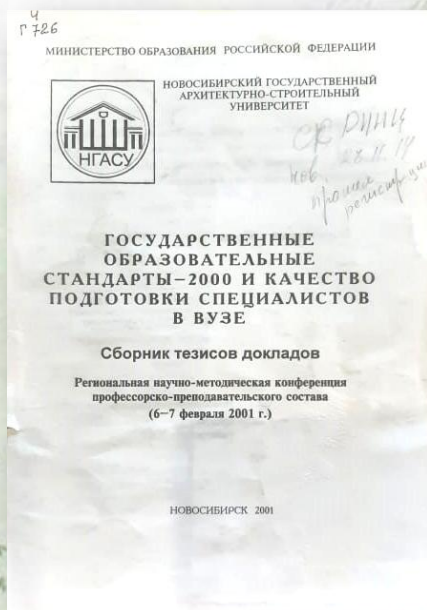 Ч
Г 726
МИНИСТЕРСТВО ОБРАЗОВАНИЯ РОССИЙСКОЙ ФЕДЕРАЦИИ
НГАСУ
НОВОСИБИРСКИЙ ГОСУДАРСТВЕННЫЙ
АРХИТЕКТУРНО-СТРОИТЕЛЬНЫЙ
УНИВЕРСИТЕТ
РИНЦ
ГОСУДАРСТВЕННЫЕ
ОБРАЗОВАТЕЛЬНЫЕ
СТАНДАРТЫ–2000 И КАЧЕСТВО
ПОДГОТОВКИ СПЕЦИАЛИСТОВ
В ВУЗЕ
Сборник тезисов докладов
Региональная научно-методическая конференция
профессорско-преподавательского состава
(6–7 февраля 2001 г.)
НОВОСИБИРСК 2001